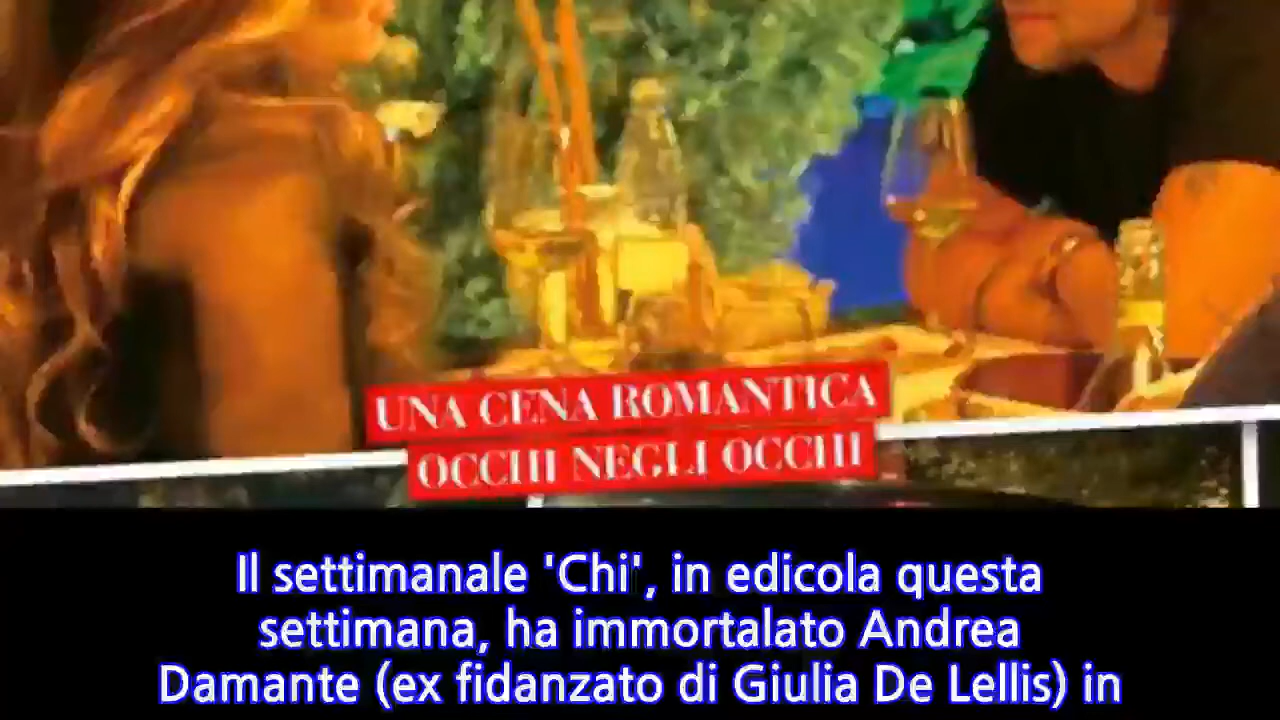 UNA CENA ROMANTICA
OCCHI NEGLI OCCHI
Il settimanale 'Chi', in edicola questa
settimana, ha immortalato Andrea
Damante (ex fidanzato di Giulia De Lellis) in